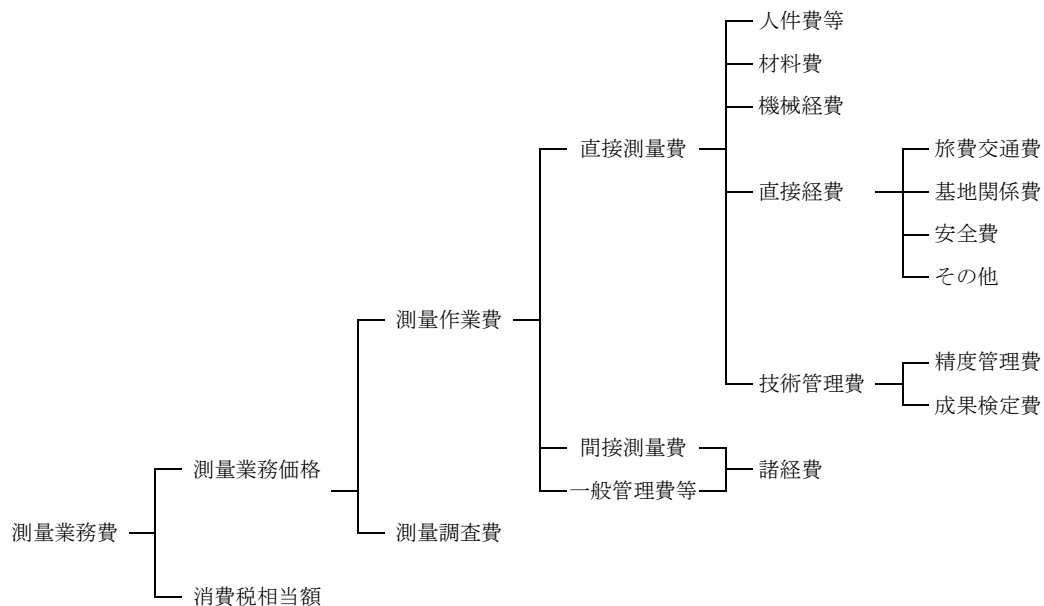 人件費等
材料費
機械経費
直接測量費
旅費交通費
直接経費
基地関係費
安全費
その他
測量作業費
精度管理費
技術管理費
成果検定費
間接測量費
測量業務価格
諸経費
一般管理費等
測量業務費
測量調査費
消費税相当額